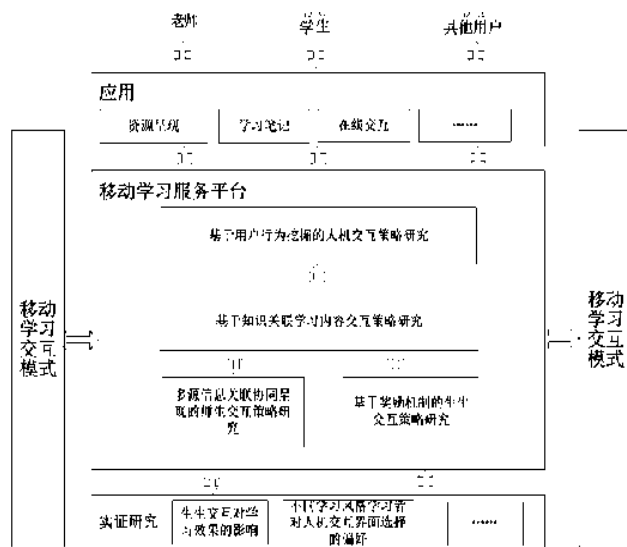 老师
学生
其他用户
应用
资源呈现
学习笔记
在线交互
……
移动学习服务平台
基于用户行为挖掘的人机交互策略研究
移动
学习
交互
模式
基于知识关联学习内容交互策略研究
移动
学习
交互
模式
多源信息关联协同呈
现的师生交互策略研
究
基于奖励机制的生生
交互策略研究
实证研究
生生交互对学
习效果的影响
不同学习风格学习者
对人机交互界面选择
的偏好
……